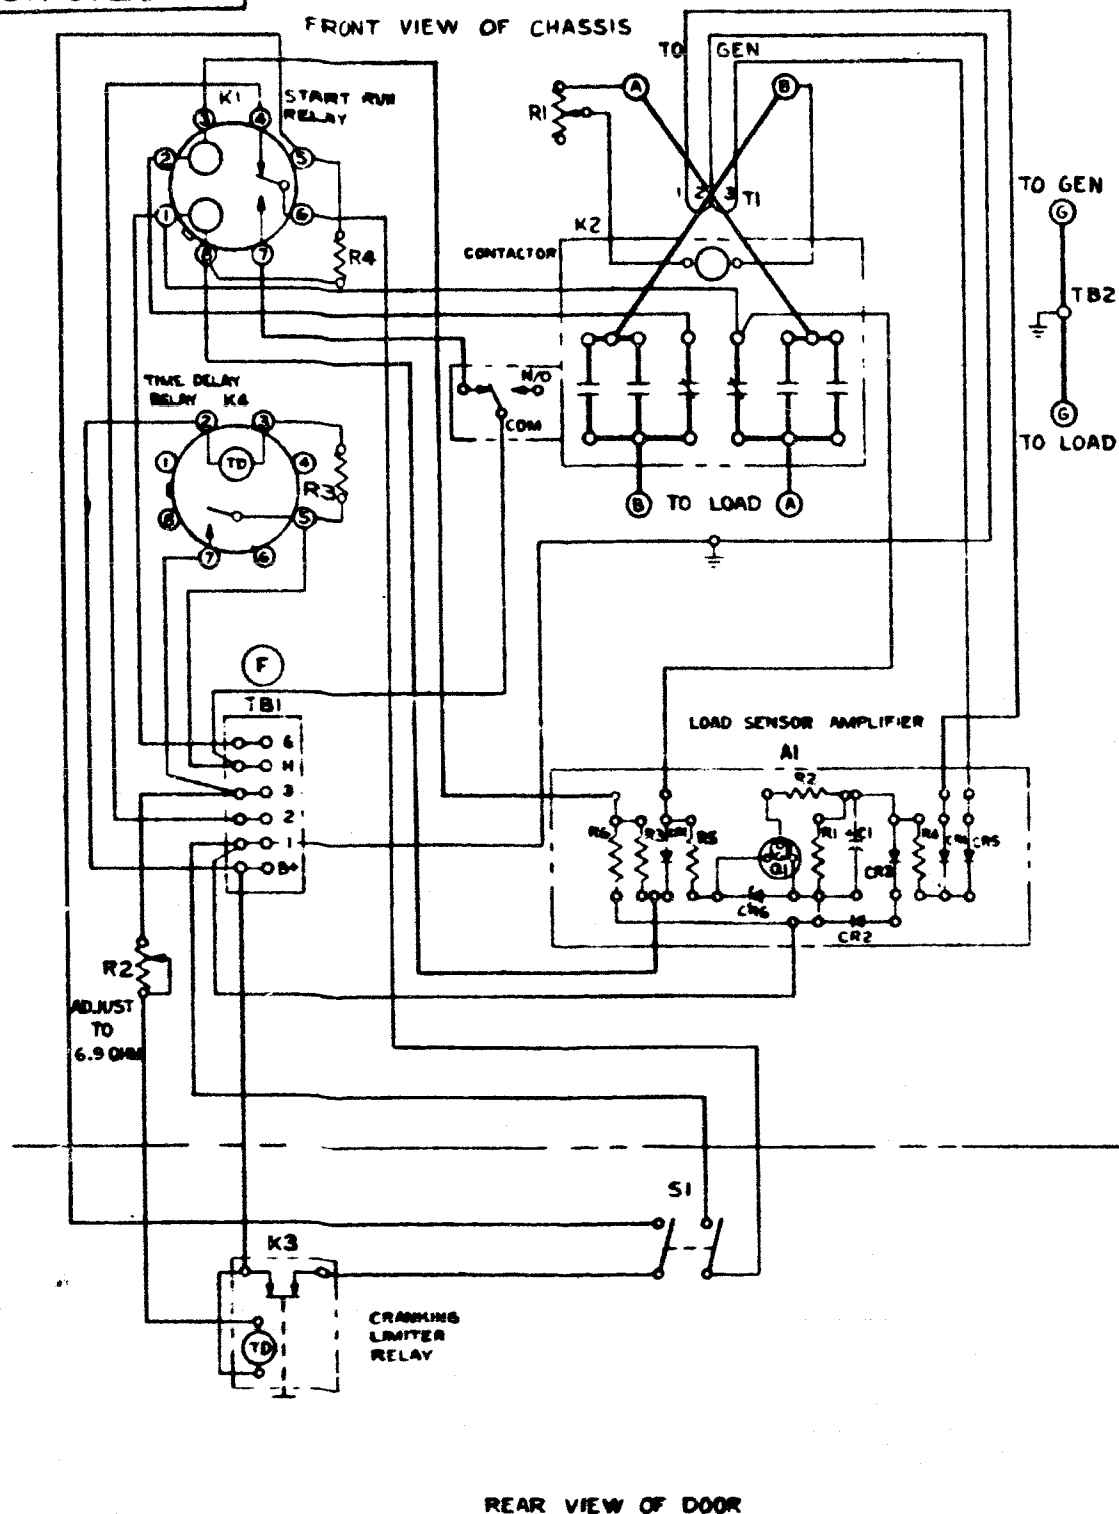 FRONT VIEW OF CHASSIS
TO GEN
K1
START RUN
RELAY
3
4
2
5
1
6
8
7
R4
R1
A
B
1 2 3 T1
K2
CONTACTOR
TO GEN
G
TB2
G
TO LOAD
N/O
COM
B TO LOAD A
TIME DELAY
RELAY K4
2
3
1
TD
4
R3
8
5
7
6
F
TB1
6
H
3
2
1
B+
LOAD SENSOR AMPLIFIER
A1
R2
R6
R3
R5
Q1
R1
C1
CR3
R4
CR5
CR6
CR2
R2
ADJUST
TO
6.9 OHM
S1
K3
TD
CRANKING
LIMITER
RELAY
REAR VIEW OF DOOR